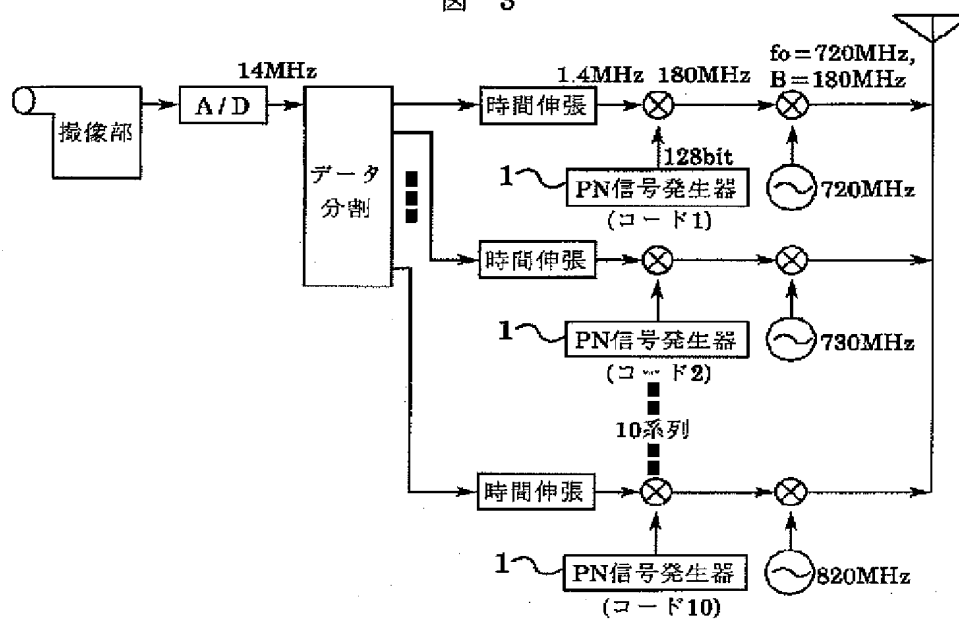 図 3
14MHz
撮像部
A/D
データ
分割
時間伸張
1.4MHz 180MHz
fo=720MHz,
B=180MHz
128bit
1
PN信号発生器
(コード1)
720MHz
時間伸張
1
PN信号発生器
(コード2)
730MHz
10系列
時間伸張
1
PN信号発生器
(コード10)
820MHz